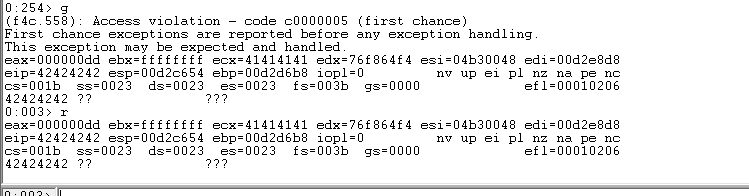 0:254> g
(f4c.558): Access violation - code c0000005 (first chance)
First chance exceptions are reported before any exception handling.
This exception may be expected and handled.
eax=000000dd ebx=ffffffff ecx=41414141 edx=76f864f4 esi=04b30048 edi=00d2e8d8
eip=42424242 esp=00d2c654 ebp=00d2d6b8 iopl=0 nv up ei pl nz na pe nc
cs=001b ss=0023 ds=0023 es=0023 fs=003b gs=0000 efl=00010206
42424242 ?? ???
0:003> r
eax=000000dd ebx=ffffffff ecx=41414141 edx=76f864f4 esi=04b30048 edi=00d2e8d8
eip=42424242 esp=00d2c654 ebp=00d2d6b8 iopl=0 nv up ei pl nz na pe nc
cs=001b ss=0023 ds=0023 es=0023 fs=003b gs=0000 efl=00010206
42424242 ?? ???
0:003>